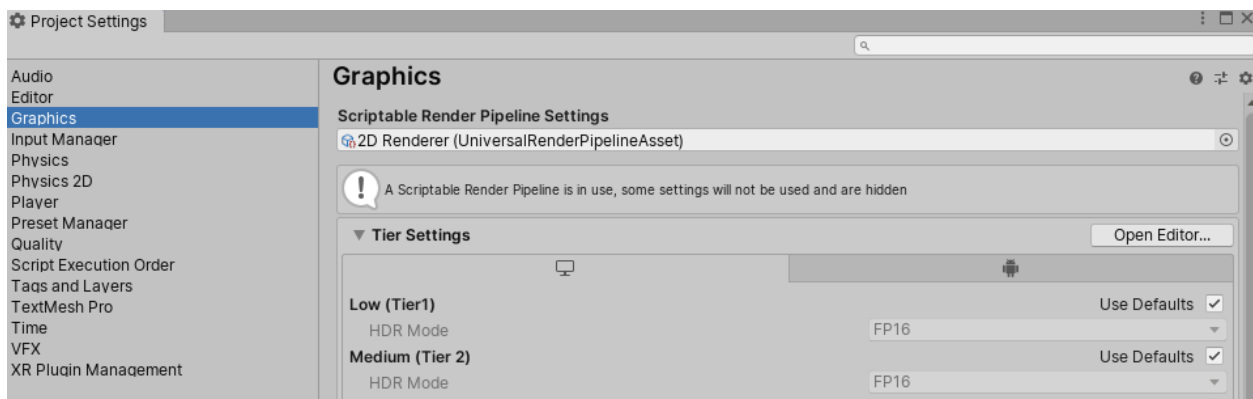 Project Settings
Audio
Editor
Graphics
Input Manager
Physics
Physics 2D
Player
Preset Manager
Quality
Script Execution Order
Tags and Layers
TextMesh Pro
Time
VFX
XR Plugin Management
Graphics
Scriptable Render Pipeline Settings
2D Renderer (UniversalRenderPipelineAsset)
A Scriptable Render Pipeline is in use, some settings will not be used and are hidden
Tier Settings Open Editor...
Low (Tier1) Use Defaults
HDR Mode FP16
Medium (Tier 2) Use Defaults
HDR Mode FP16